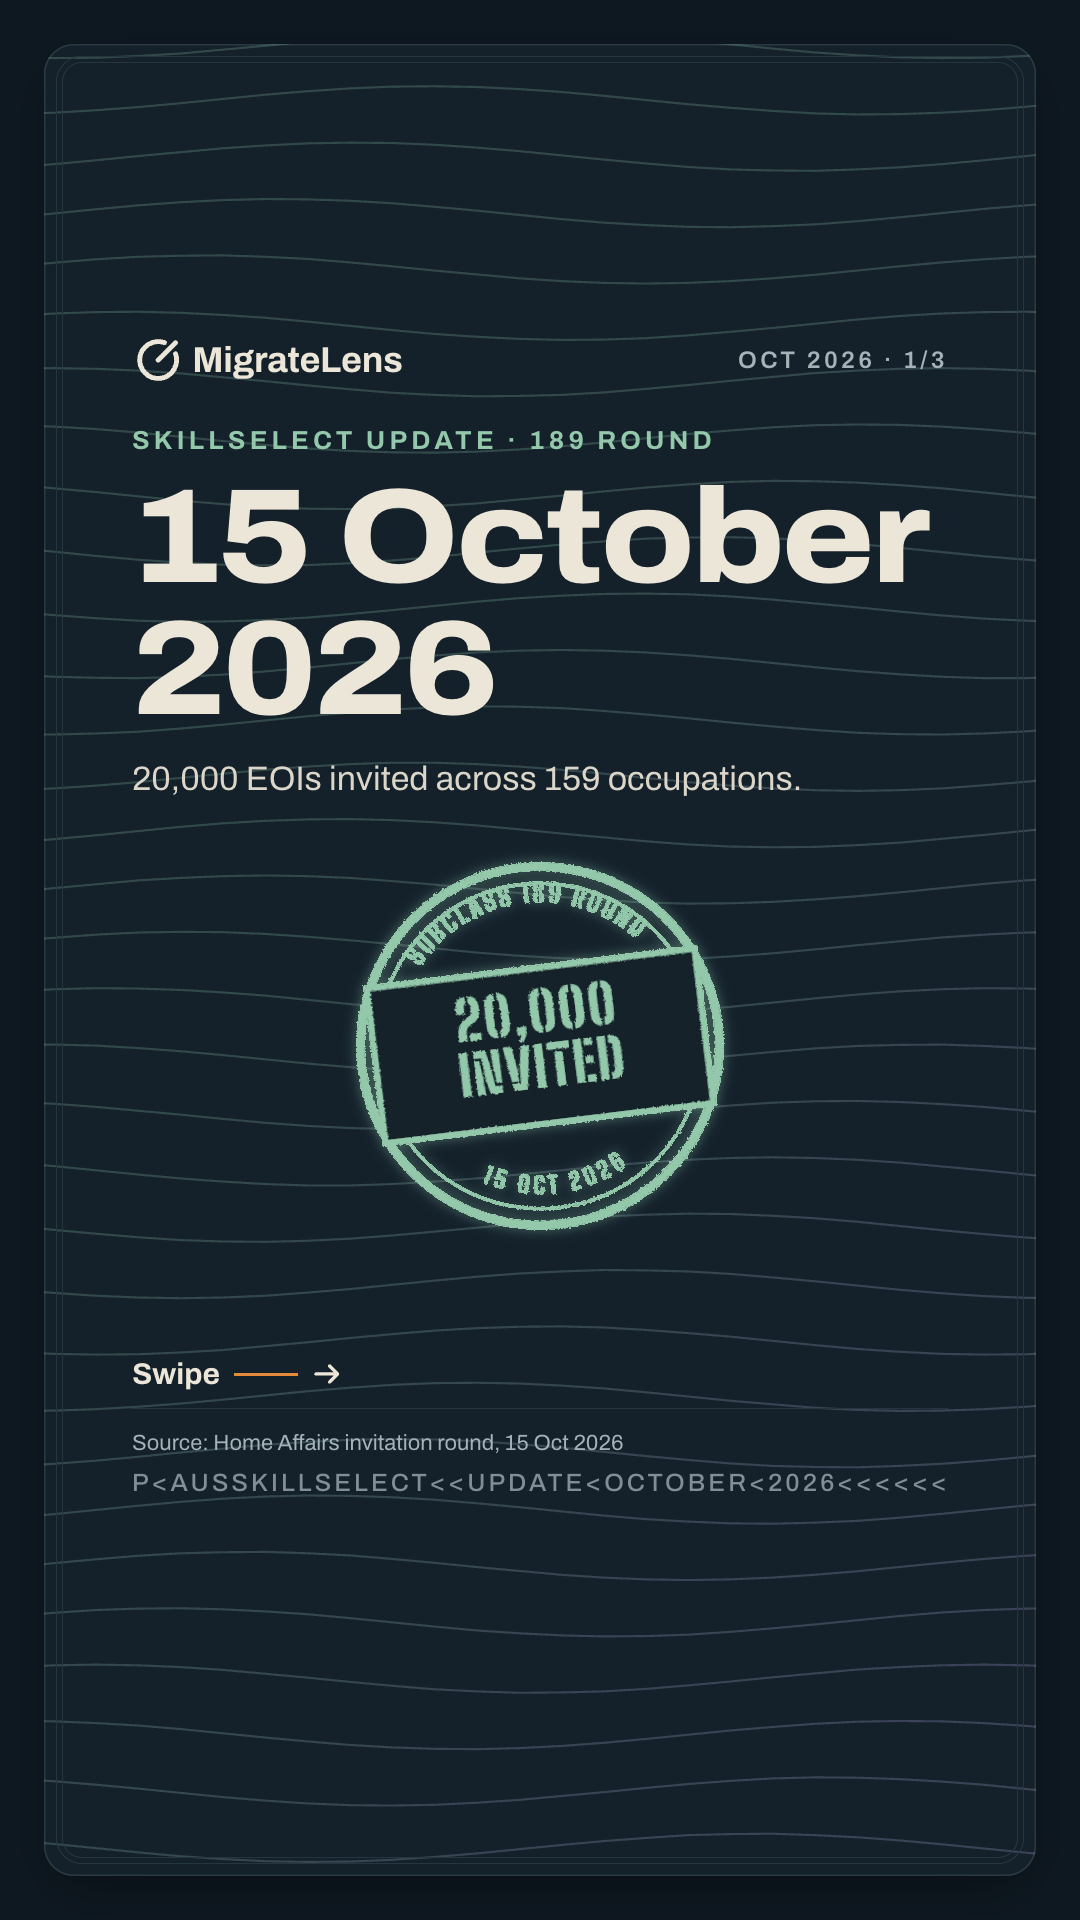 MigrateLens
OCT 2026 · 1/3
SKILLSELECT UPDATE · 189 ROUND
15 October
2026
20,000 EOIs invited across 159 occupations.
SUBCLASS 189 ROUND
20,000
INVITED
15 OCT 2026
Swipe
Source: Home Affairs invitation round, 15 Oct 2026
P<AUSSKILLSELECT<<UPDATE<OCTOBER<2026<<<<<<